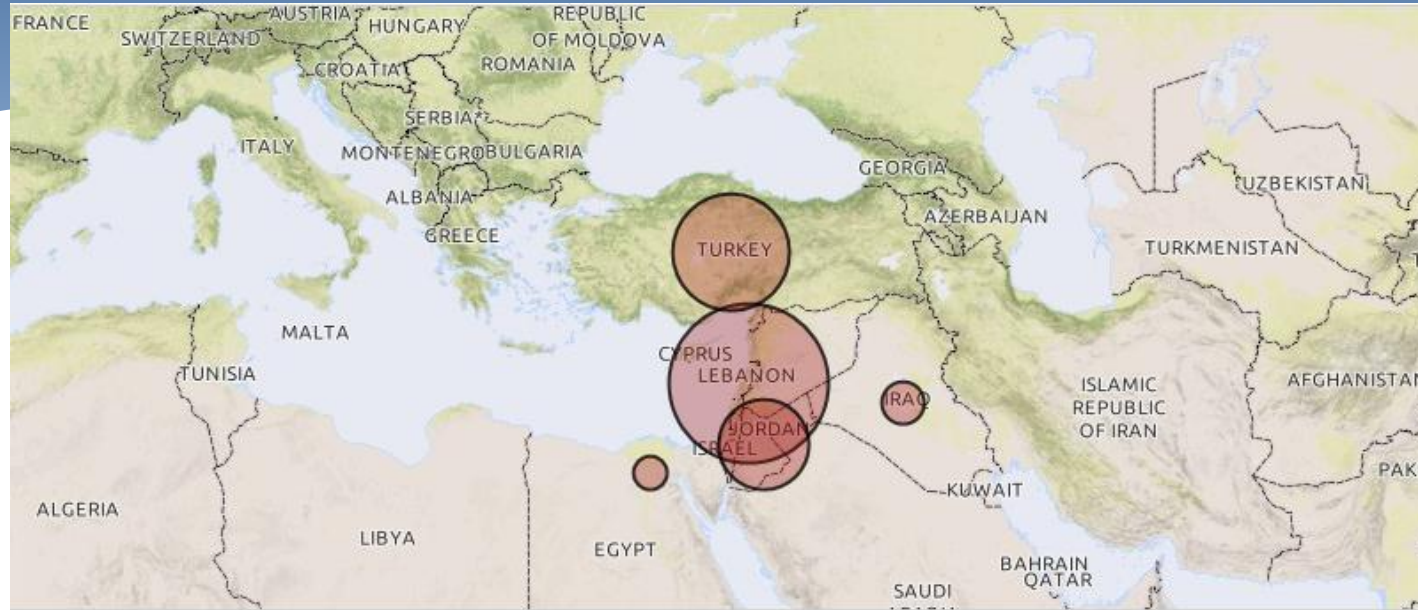 FRANCE
AUSTRIA
HUNGARY
REPUBLIC
OF MOLDOVA
SWITZERLAND
CROATIA
ROMANIA
SERBIA
ITALY
MONTENEGRO
BULGARIA
GEORGIA
ALBANIA
UZBEKISTAN
GREECE
AZERBAIJAN
TURKEY
TURKMENISTAN
MALTA
CYPRUS
TUNISIA
LEBANON
ISLAMIC
REPUBLIC
OF IRAN
AFGHANISTAN
IRAQ
JORDAN
ISRAEL
PAK
KUWAIT
ALGERIA
LIBYA
EGYPT
BAHRAIN
QATAR
SAUDI